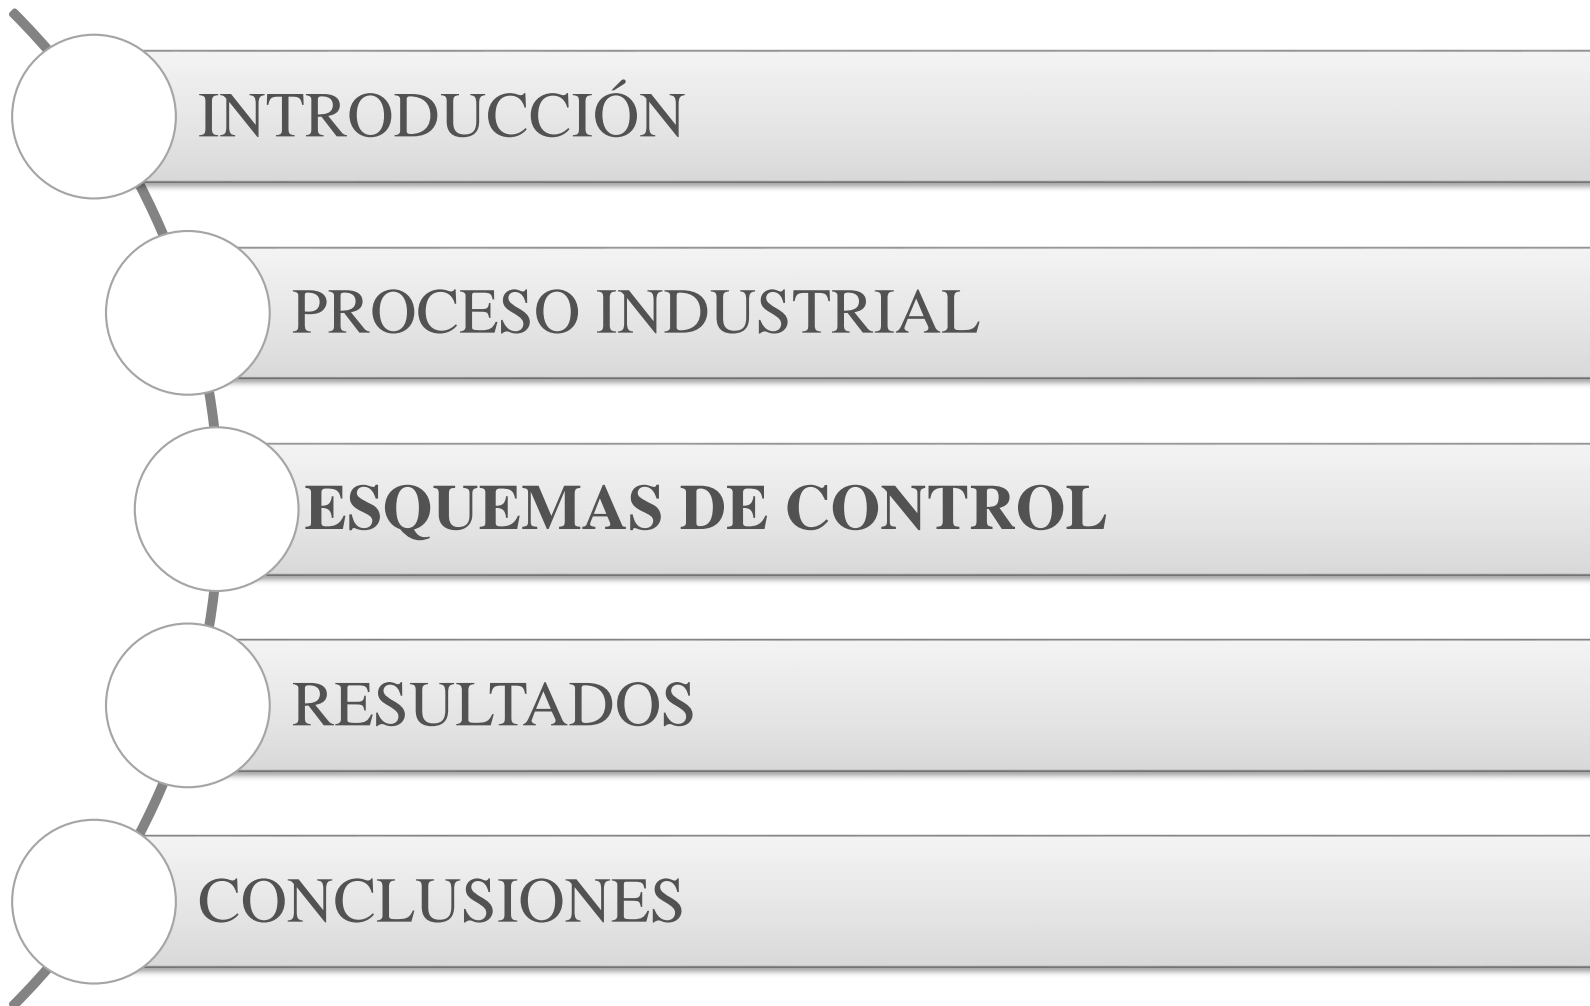 INTRODUCCIÓN
PROCESO INDUSTRIAL
ESQUEMAS DE CONTROL
RESULTADOS
CONCLUSIONES